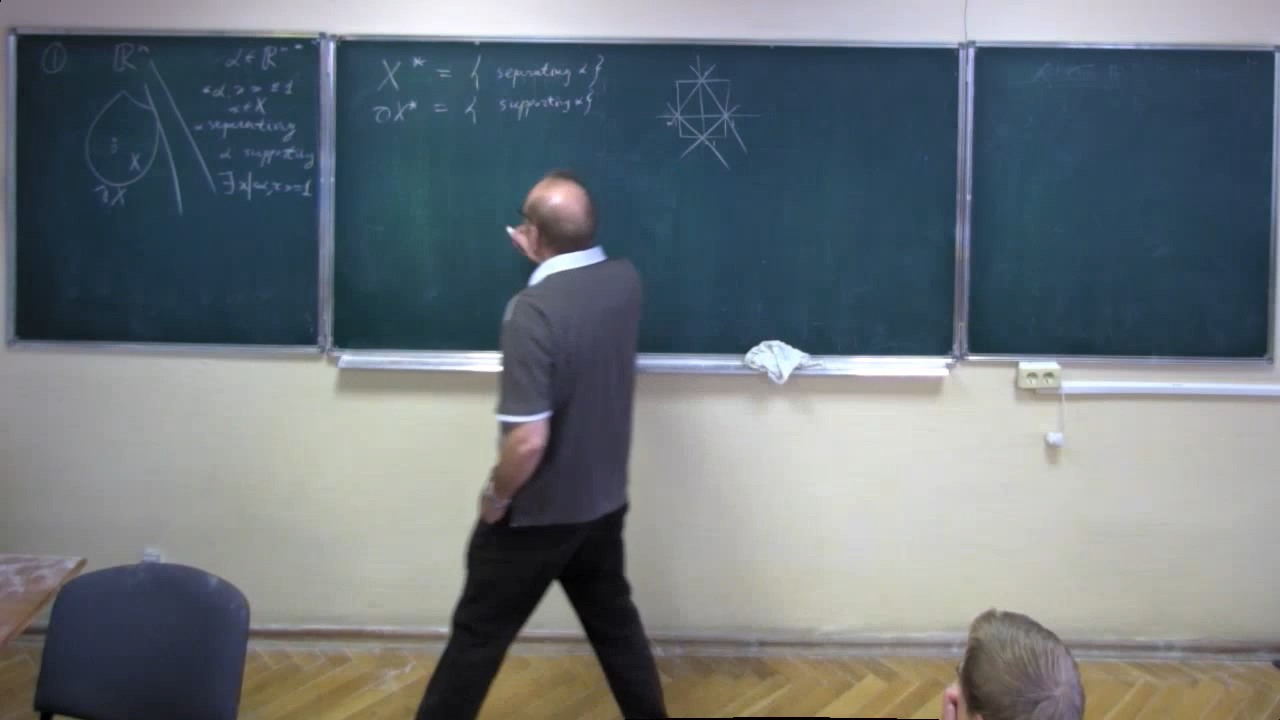 ① ℝⁿ
α ∈ ℝⁿ*
<α, x> ≤ 1
x ∈ X
α separating
α supporting
∃ x | <α, x> = 1
X
∂X
X* = { separating α }
∂X* = { supporting α }